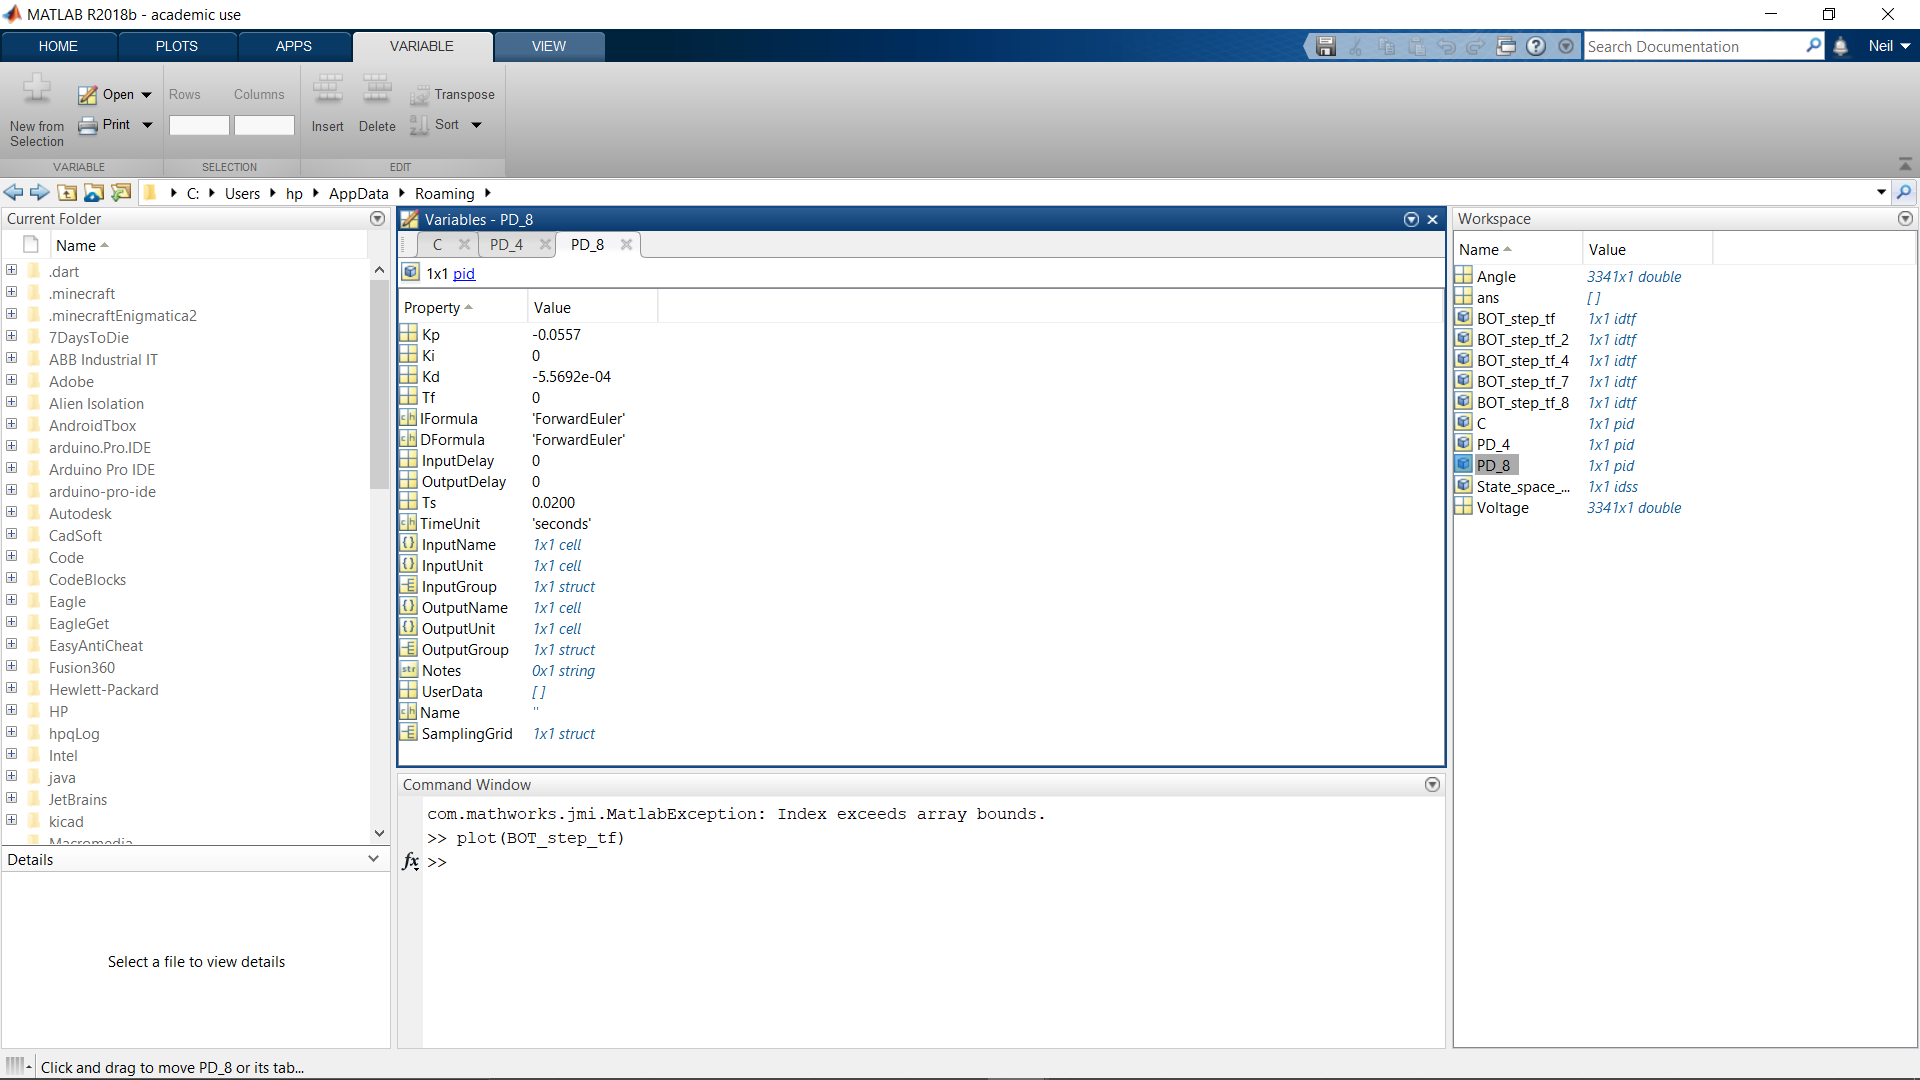 MATLAB R2018b - academic use
HOME PLOTS APPS VARIABLE VIEW
Search Documentation
Neil
New from Selection
Open
Print
Rows Columns
Insert
Delete
Transpose
Sort
VARIABLE SELECTION EDIT
C: Users hp AppData Roaming
Current Folder
Name
.dart
.minecraft
.minecraftEnigmatica2
7DaysToDie
ABB Industrial IT
Adobe
Alien Isolation
AndroidTbox
arduino.Pro.IDE
Arduino Pro IDE
arduino-pro-ide
Autodesk
CadSoft
Code
CodeBlocks
Eagle
EagleGet
EasyAntiCheat
Fusion360
Hewlett-Packard
HP
hpqLog
Intel
java
JetBrains
kicad
Macromedia
Details
Select a file to view details
Variables - PD_8
C PD_4 PD_8
1x1 pid
Property Value
Kp -0.0557
Ki 0
Kd -5.5692e-04
Tf 0
IFormula 'ForwardEuler'
DFormula 'ForwardEuler'
InputDelay 0
OutputDelay 0
Ts 0.0200
TimeUnit 'seconds'
InputName 1x1 cell
InputUnit 1x1 cell
InputGroup 1x1 struct
OutputName 1x1 cell
OutputUnit 1x1 cell
OutputGroup 1x1 struct
Notes 0x1 string
UserData []
Name ''
SamplingGrid 1x1 struct
Command Window
com.mathworks.jmi.MatlabException: Index exceeds array bounds.
>> plot(BOT_step_tf)
fx >>
Workspace
Name Value
Angle 3341x1 double
ans []
BOT_step_tf 1x1 idtf
BOT_step_tf_2 1x1 idtf
BOT_step_tf_4 1x1 idtf
BOT_step_tf_7 1x1 idtf
BOT_step_tf_8 1x1 idtf
C 1x1 pid
PD_4 1x1 pid
PD_8 1x1 pid
State_space_... 1x1 idss
Voltage 3341x1 double
Click and drag to move PD_8 or its tab...